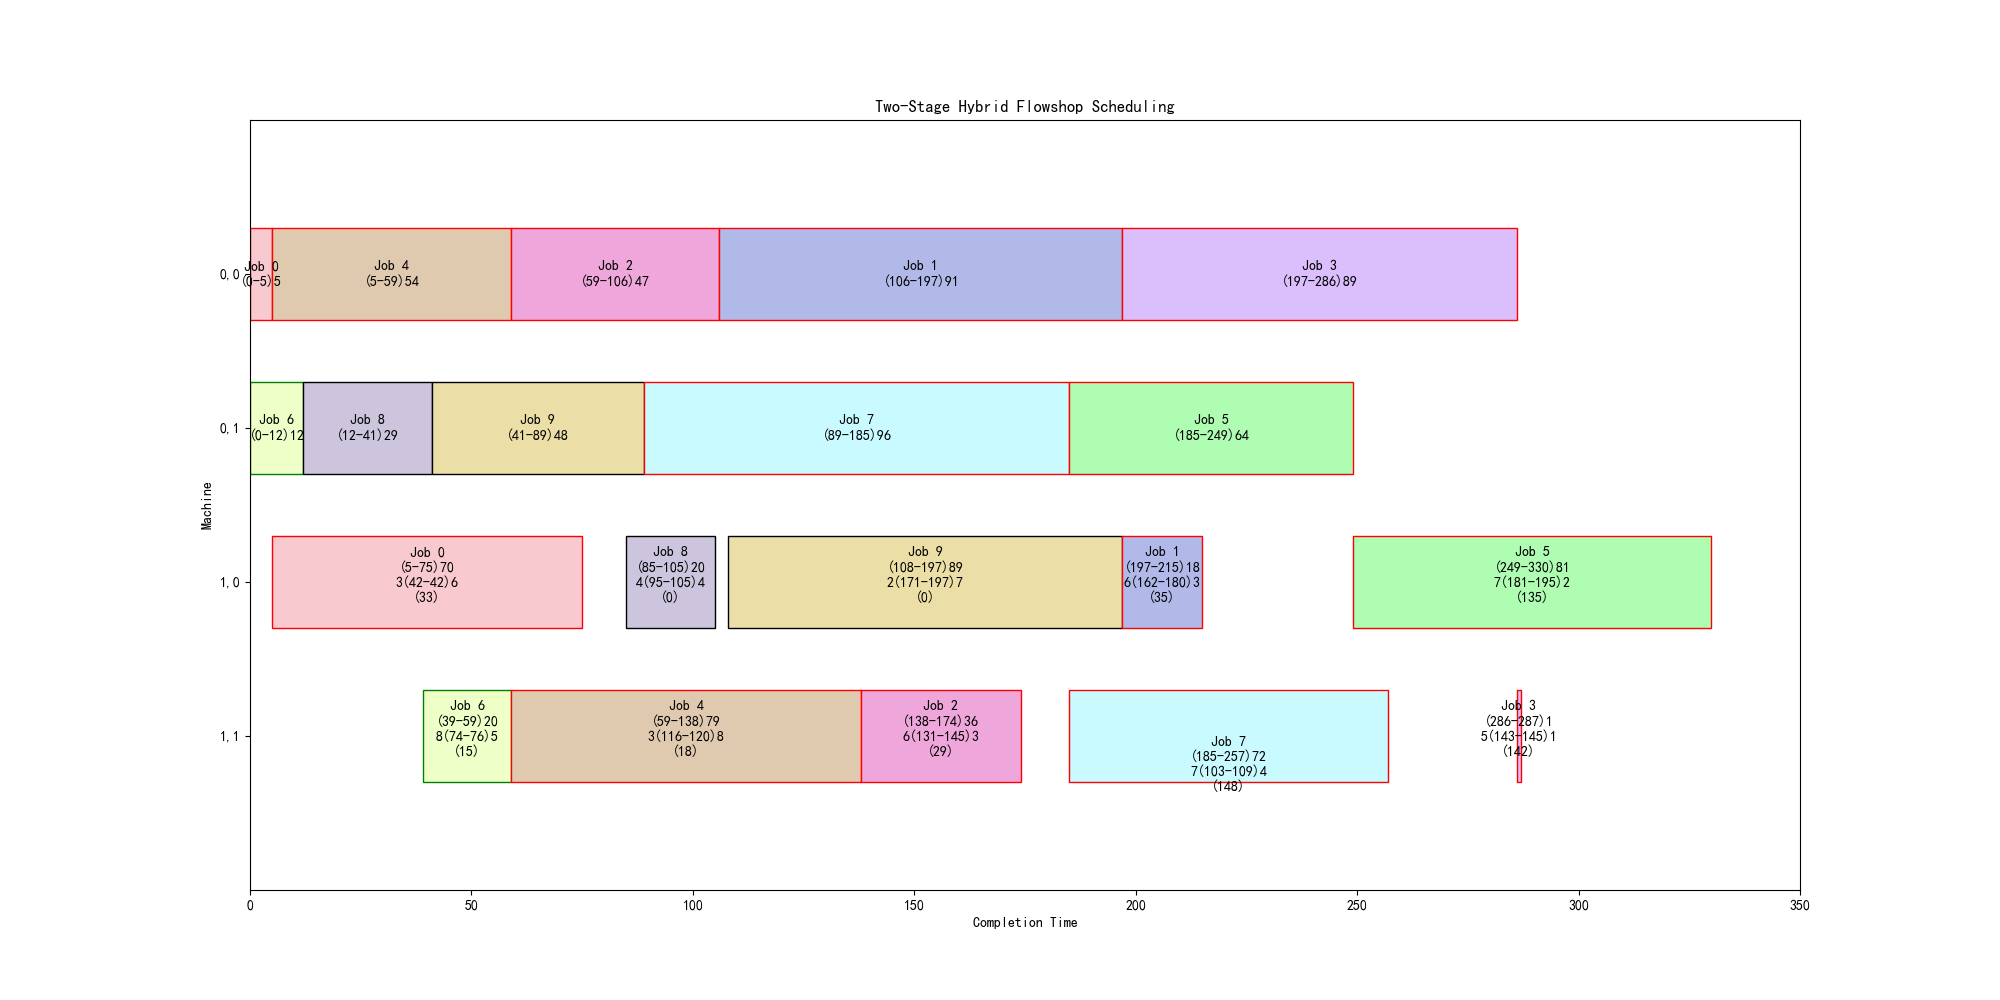 Two-Stage Hybrid Flowshop Scheduling
Machine
0,0
Job 0
(0-5)5
Job 4
(5-59)54
Job 2
(59-106)47
Job 1
(106-197)91
Job 3
(197-286)89
0,1
Job 6
(0-12)12
Job 8
(12-41)29
Job 9
(41-89)48
Job 7
(89-185)96
Job 5
(185-249)64
1,0
Job 0
(5-75)70
3(42-42)6
(33)
Job 8
(85-105)20
4(95-105)4
(0)
Job 9
(108-197)89
2(171-197)7
(0)
Job 1
(197-215)18
6(162-180)3
(35)
Job 5
(249-330)81
7(181-195)2
(135)
1,1
Job 6
(39-59)20
8(74-76)5
(15)
Job 4
(59-138)79
3(116-120)8
(18)
Job 2
(138-174)36
6(131-145)3
(29)
Job 7
(185-257)72
7(103-109)4
(148)
Job 3
(286-287)1
5(143-145)1
(142)
0 50 100 150 200 250 300 350
Completion Time